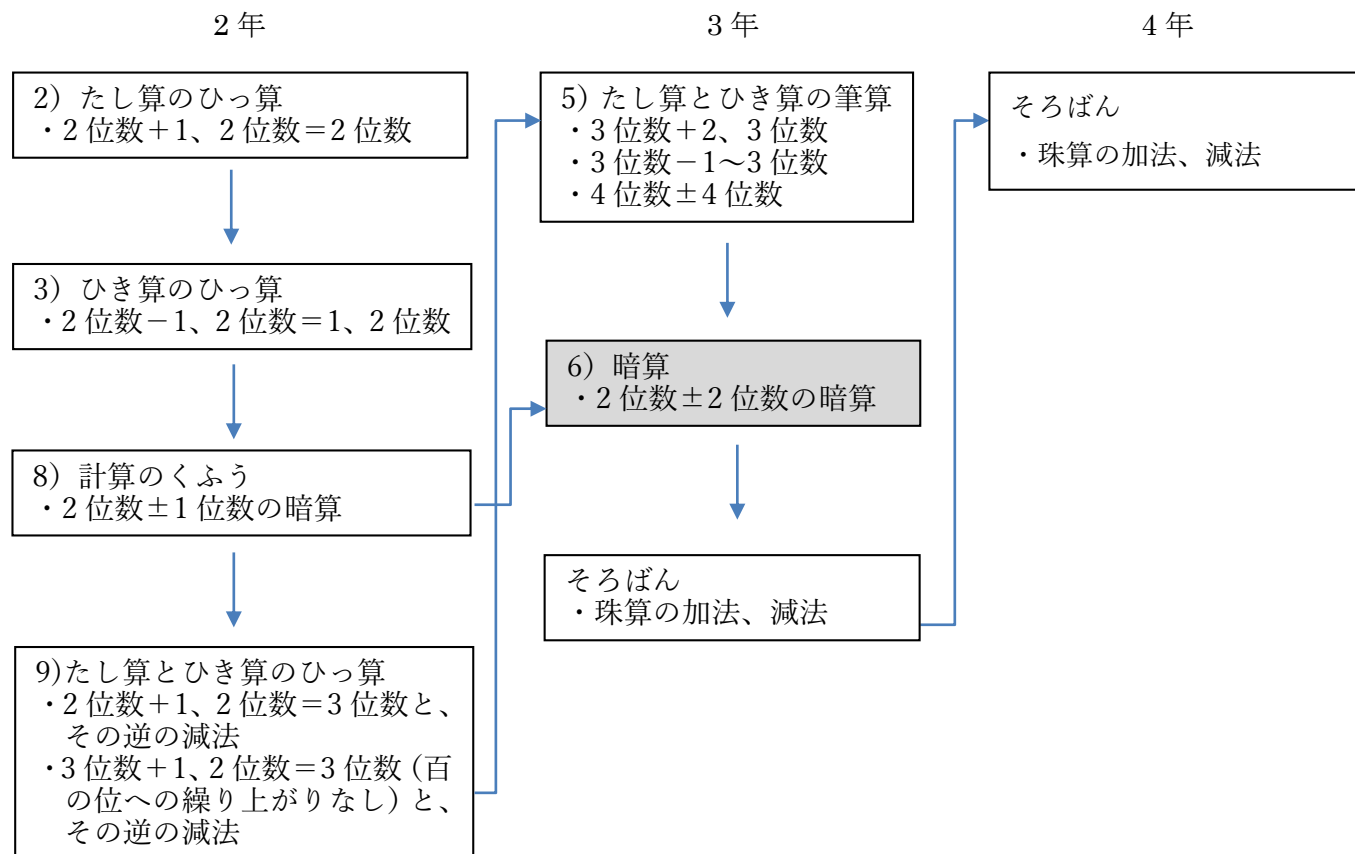 2 年
3 年
4 年
2）たし算のひっ算
・2 位数＋1、2 位数＝2 位数
3）ひき算のひっ算
・2 位数－1、2 位数＝1、2 位数
8）計算のくふう
・2 位数±1 位数の暗算
9)たし算とひき算のひっ算
・2 位数＋1、2 位数＝3 位数と、
その逆の減法
・3 位数＋1、2 位数＝3 位数（百
の位への繰り上がりなし）と、
その逆の減法
5）たし算とひき算の筆算
・3 位数＋2、3 位数
・3 位数－1～3 位数
・4 位数±4 位数
6）暗算
・2 位数±2 位数の暗算
そろばん
・珠算の加法、減法
そろばん
・珠算の加法、減法